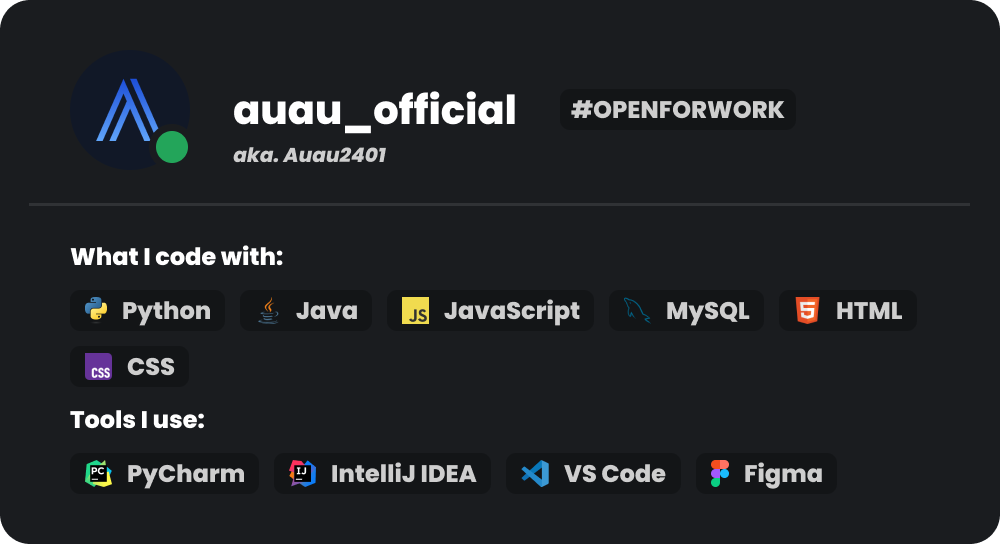 auau_official #OPENFORWORK
aka. Auau2401
What I code with:
Python Java JS JavaScript MySQL 5 HTML
CSS CSS
Tools I use:
PC PyCharm IJ IntelliJ IDEA VS Code Figma